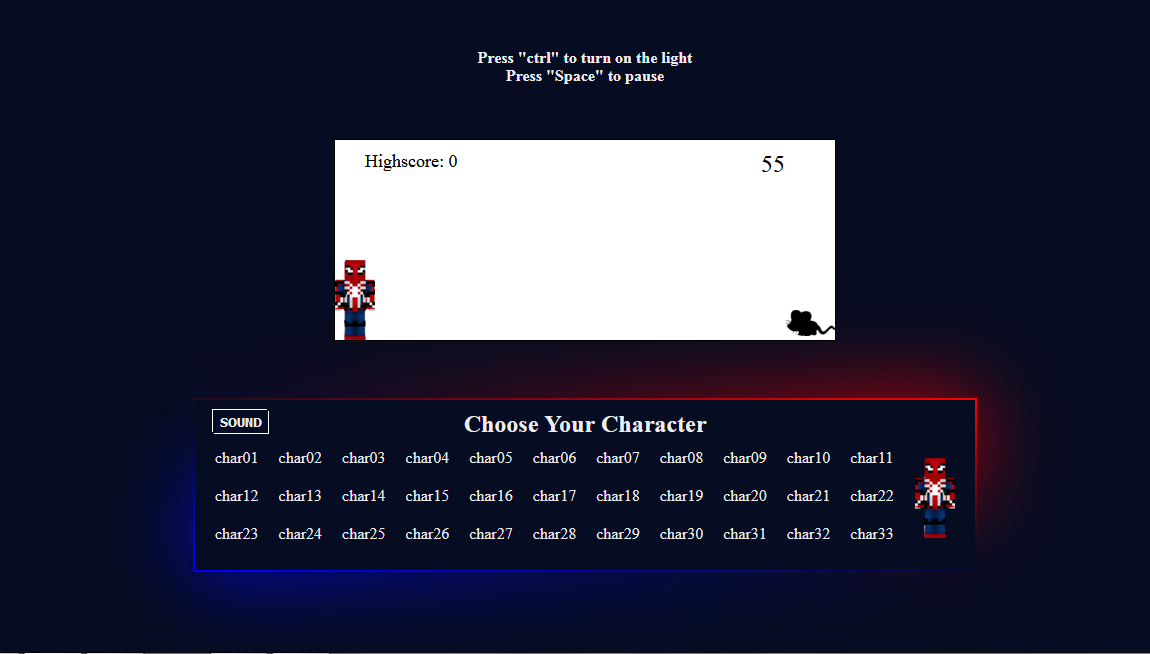 Press "ctrl" to turn on the light
Press "Space" to pause
Highscore: 0
55
SOUND
Choose Your Character
char01 char02 char03 char04 char05 char06 char07 char08 char09 char10 char11
char12 char13 char14 char15 char16 char17 char18 char19 char20 char21 char22
char23 char24 char25 char26 char27 char28 char29 char30 char31 char32 char33